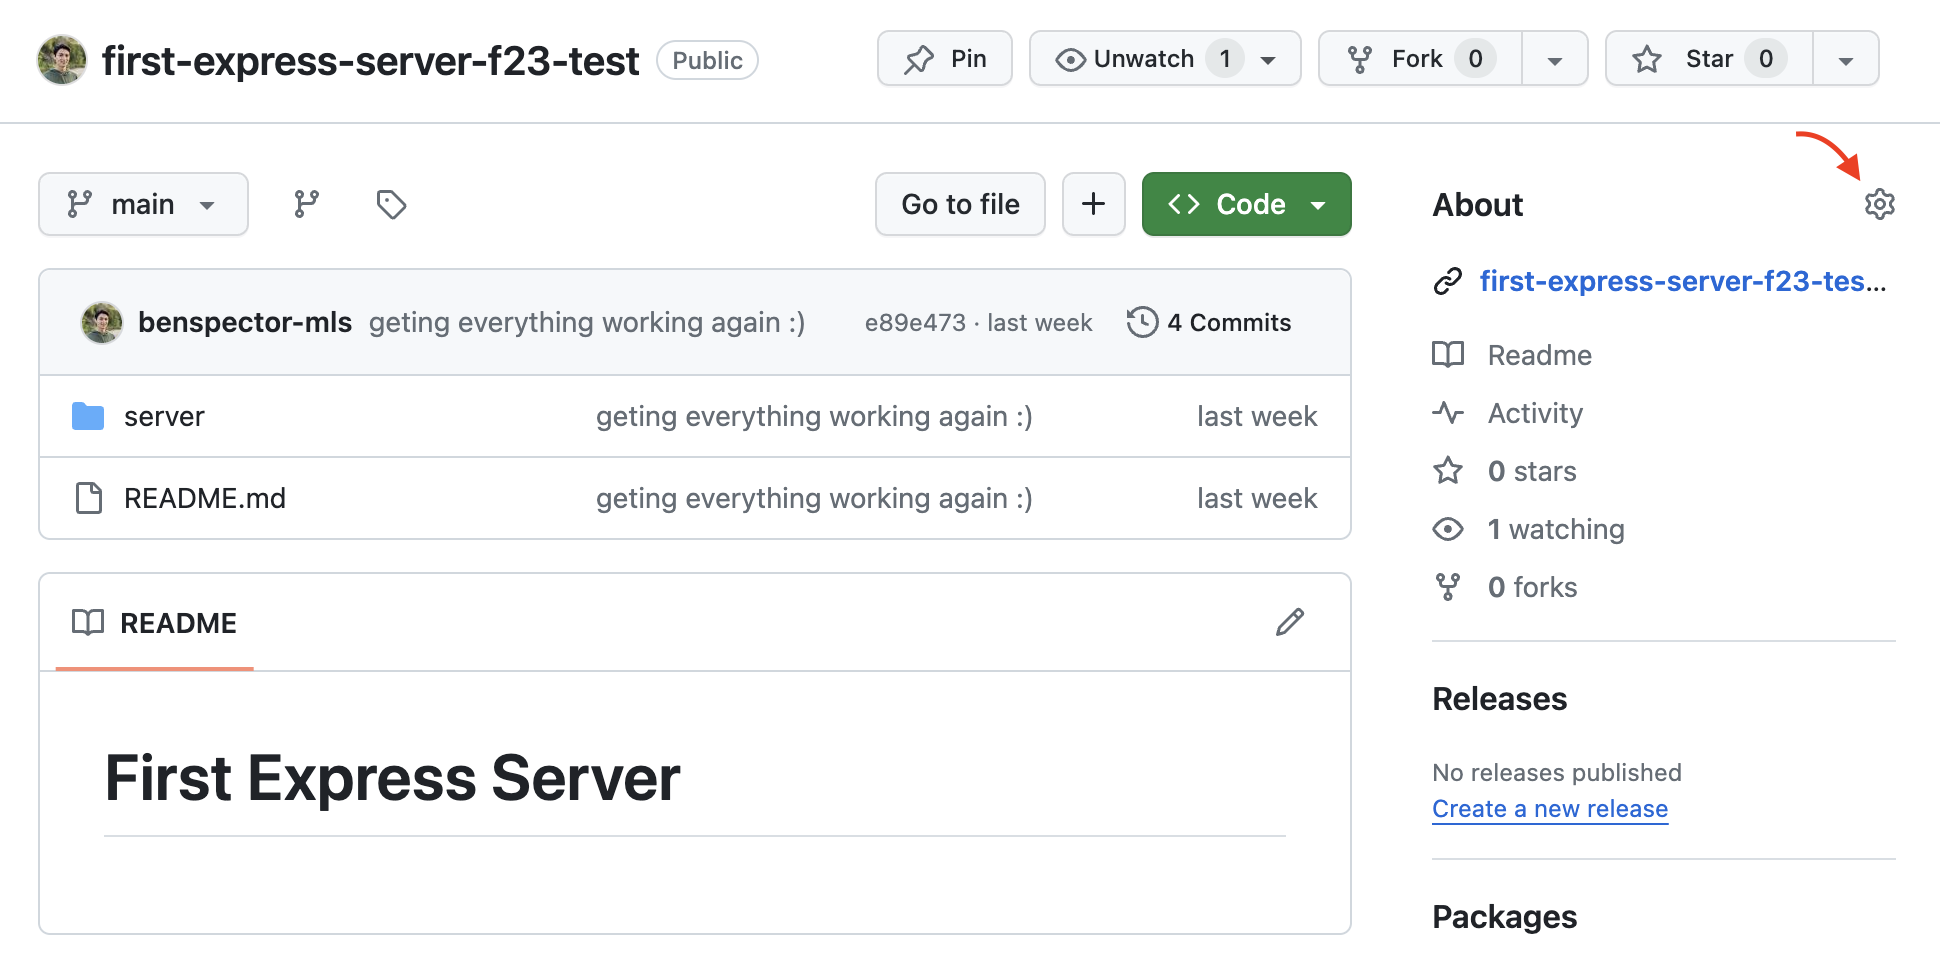 first-express-server-f23-test Public Pin Unwatch 1 Fork 0 Star 0
main Go to file + Code
benspector-mls geting everything working again :) e89e473 · last week 4 Commits
server geting everything working again :) last week
README.md geting everything working again :) last week
README
First Express Server
About
first-express-server-f23-tes...
Readme
Activity
0 stars
1 watching
0 forks
Releases
No releases published
Create a new release
Packages